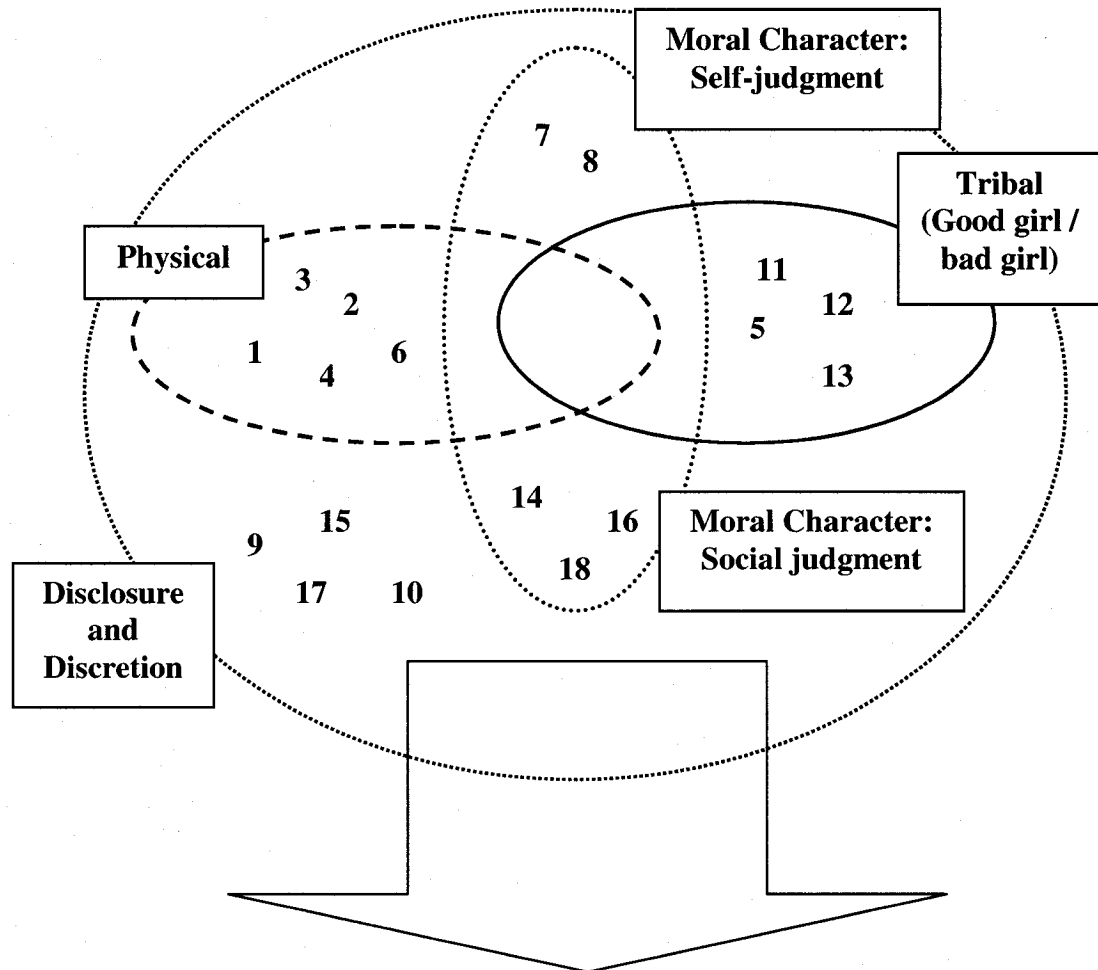 Moral Character:
Self-judgment
7
8
Tribal
(Good girl /
bad girl)
Physical
3
2
1
4
6
11
12
5
13
14
16
18
Moral Character:
Social judgment
15
9
17
10
Disclosure
and
Discretion